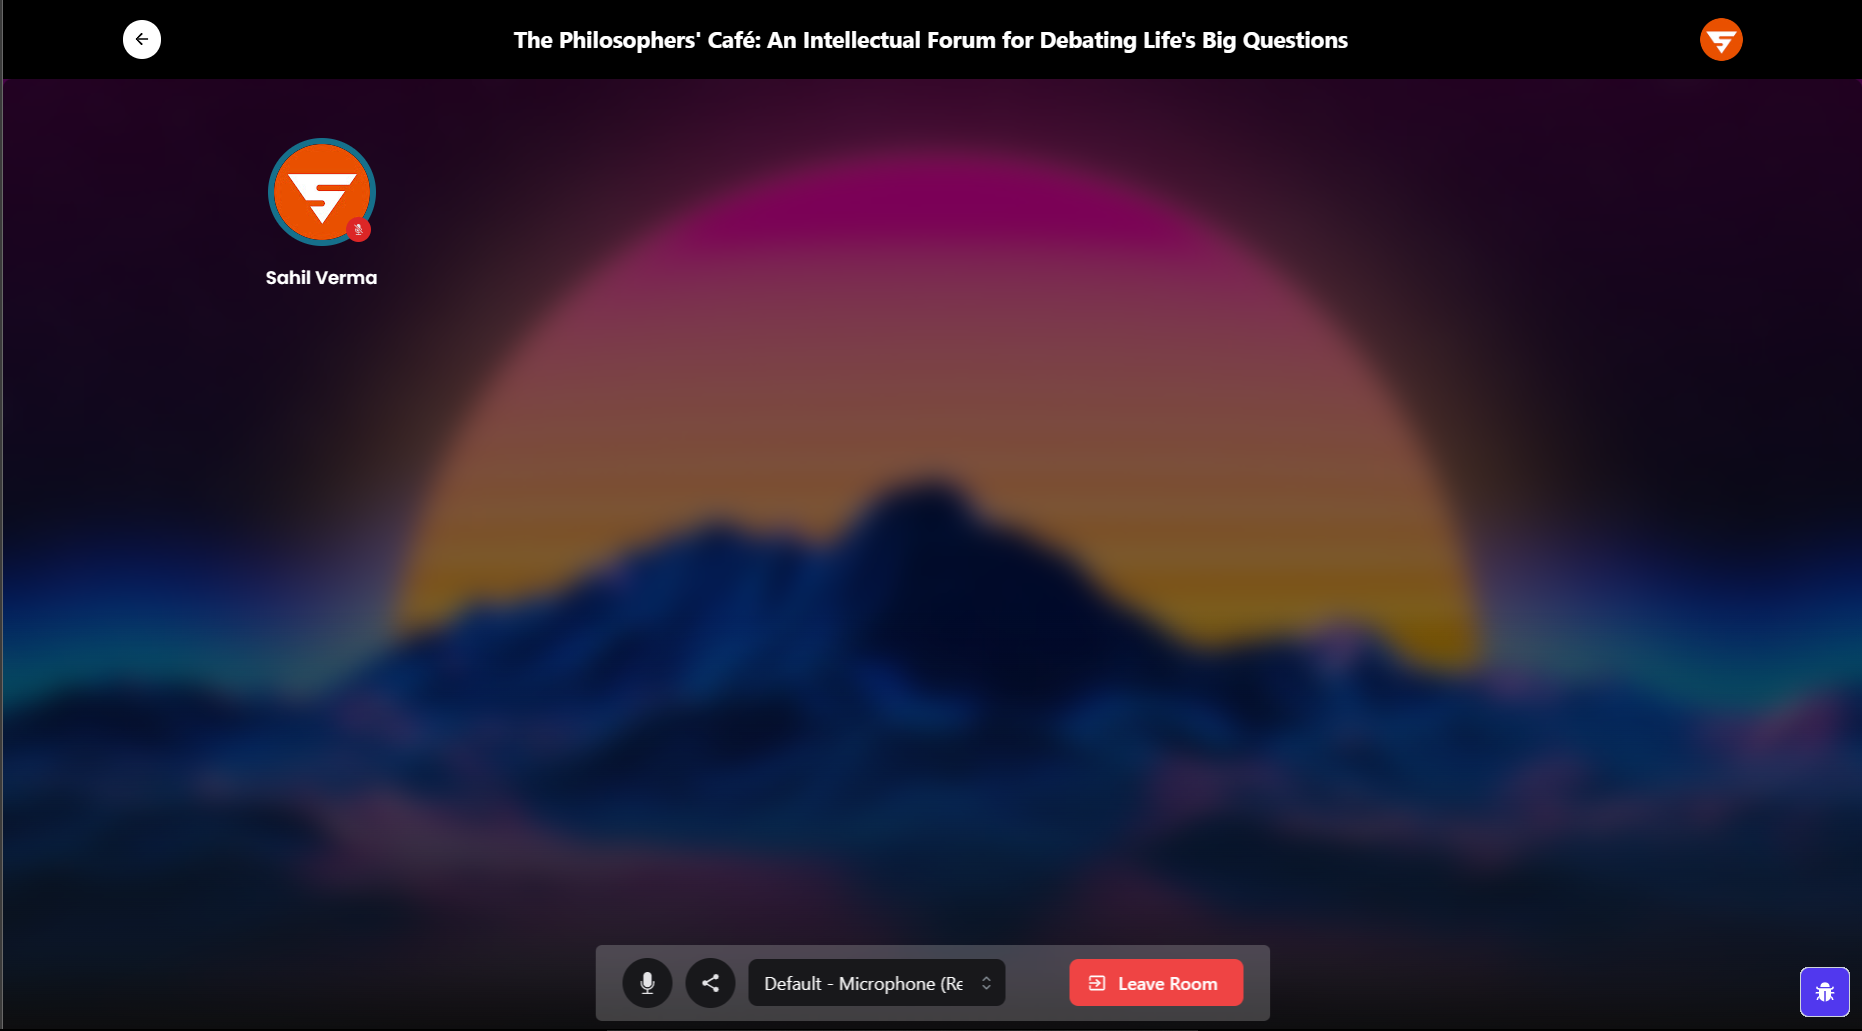 The Philosophers' Café: An Intellectual Forum for Debating Life's Big Questions
Sahil Verma
Default - Microphone (Re
Leave Room